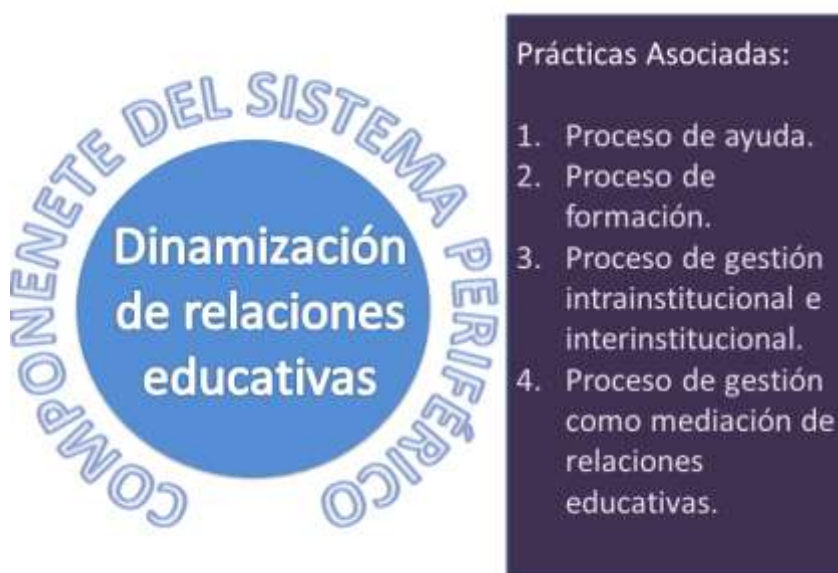 COMPONENETE DEL SISTEMA PERIFÉRICO
Dinamización
de relaciones
educativas
Prácticas Asociadas:
1. Proceso de ayuda.
2. Proceso de
formación.
3. Proceso de gestión
intrainstitucional e
interinstitucional.
4. Proceso de gestión
como mediación de
relaciones
educativas.